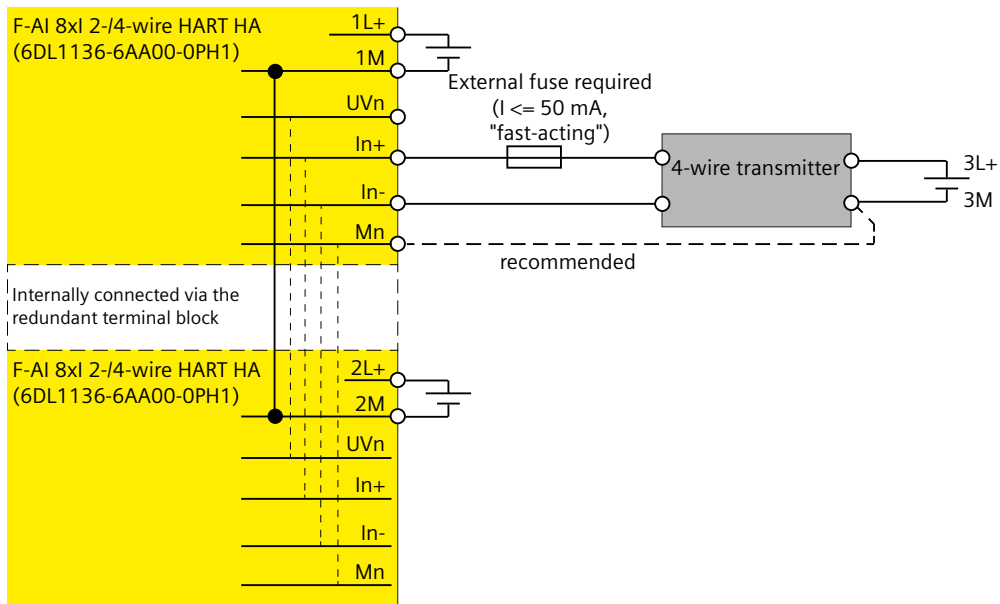 F-AI 8xI 2-/4-wire HART HA
(6DL1136-6AA00-0PH1)
1L+
1M
UVn
In+
In-
Mn
External fuse required
(I <= 50 mA,
"fast-acting")
4-wire transmitter
3L+
3M
recommended
Internally connected via the
redundant terminal block
F-AI 8xI 2-/4-wire HART HA
(6DL1136-6AA00-0PH1)
2L+
2M
UVn
In+
In-
Mn